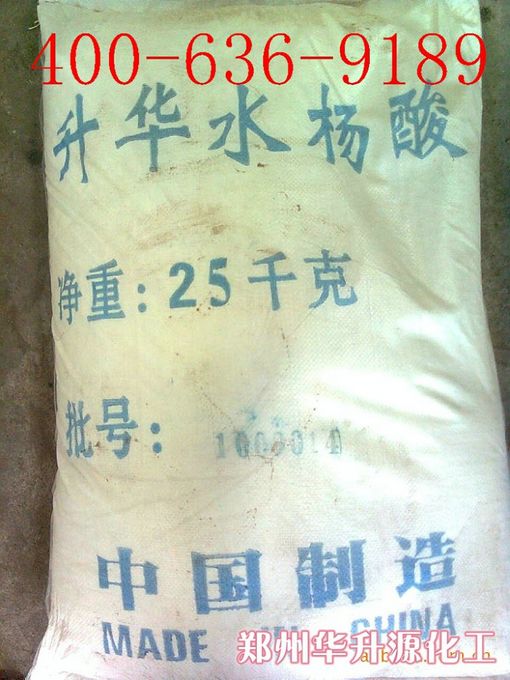 400-636-9189
升华水杨酸
净重：25千克
批号：
中国制造
MADE IN CHINA
郑州华升源化工